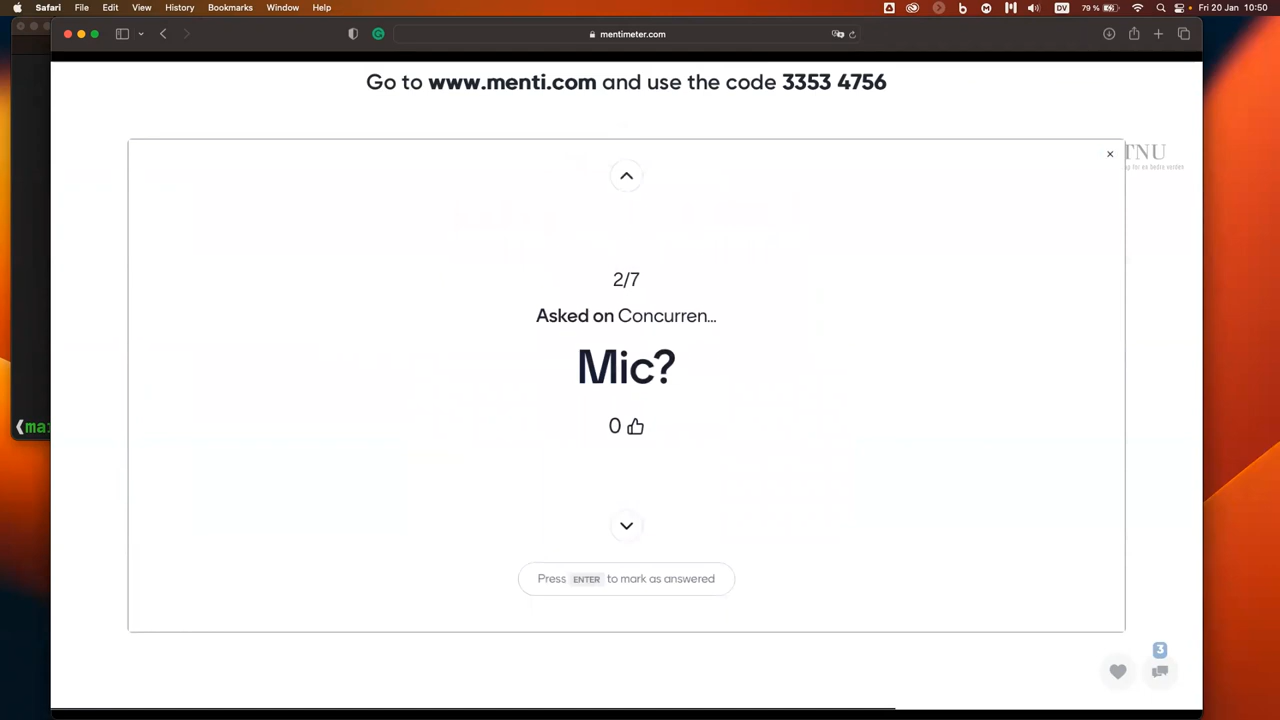 Safari File Edit View History Bookmarks Window Help DV 79 % Fri 20 Jan 10:50
mentimeter.com
Go to www.menti.com and use the code 3353 4756
TNU
2/7
Asked on Concurren...
Mic?
0
Press ENTER to mark as answered
3